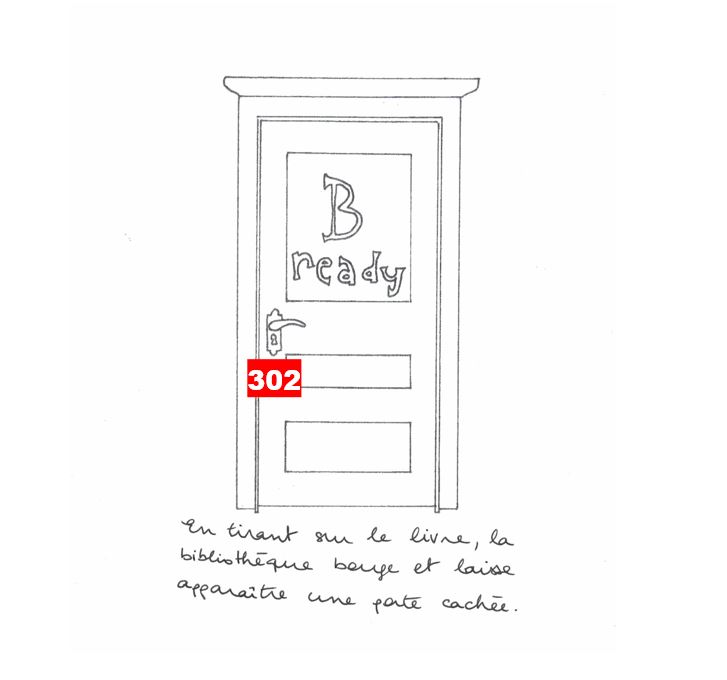 B
ready
302
En tirant sur le livre, la
bibliothèque bouge et laisse
apparaître une porte cachée.